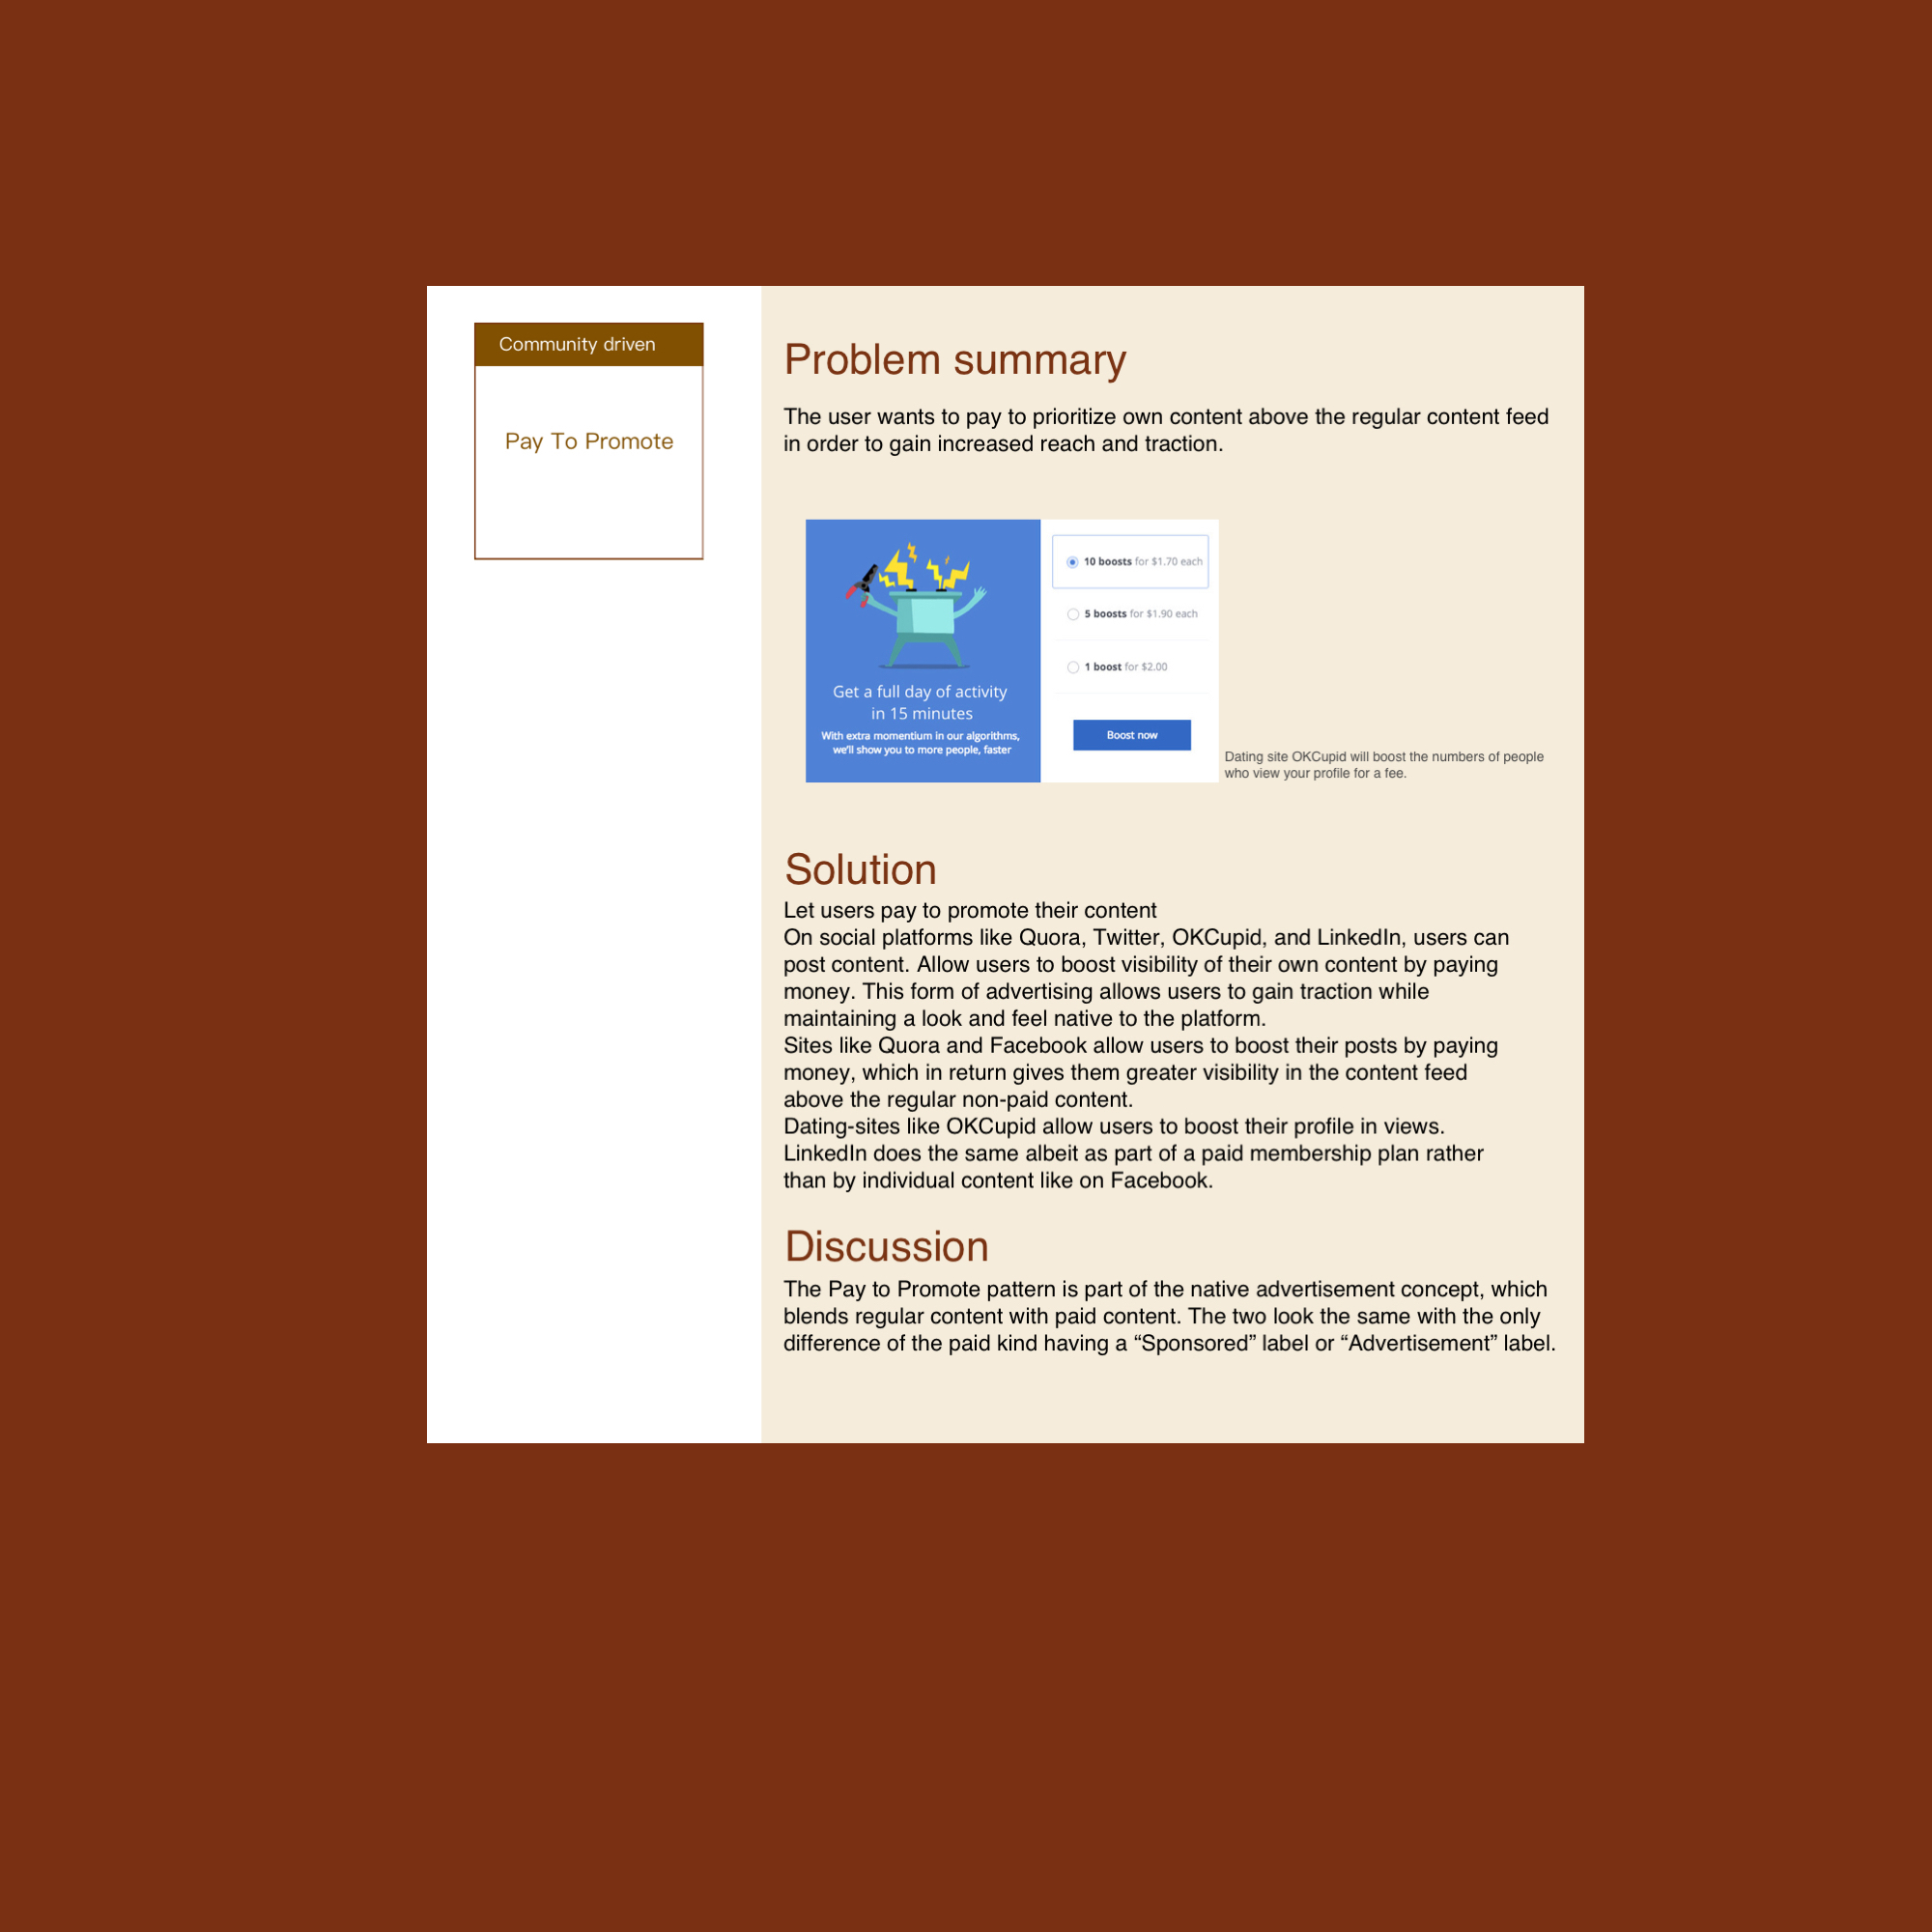 Community driven
Pay To Promote
Problem summary
The user wants to pay to prioritize own content above the regular content feed
in order to gain increased reach and traction.
Get a full day of activity
in 15 minutes
With extra momentum in our algorithms,
we'll show you to more people, faster
10 boosts for $1.70 each
5 boosts for $1.90 each
1 boost for $2.00
Boost now
Dating site OKCupid will boost the numbers of people
who view your profile for a fee.
Solution
Let users pay to promote their content
On social platforms like Quora, Twitter, OKCupid, and LinkedIn, users can
post content. Allow users to boost visibility of their own content by paying
money. This form of advertising allows users to gain traction while
maintaining a look and feel native to the platform.
Sites like Quora and Facebook allow users to boost their posts by paying
money, which in return gives them greater visibility in the content feed
above the regular non-paid content.
Dating-sites like OKCupid allow users to boost their profile in views.
LinkedIn does the same albeit as part of a paid membership plan rather
than by individual content like on Facebook.
Discussion
The Pay to Promote pattern is part of the native advertisement concept, which
blends regular content with paid content. The two look the same with the only
difference of the paid kind having a “Sponsored” label or “Advertisement” label.